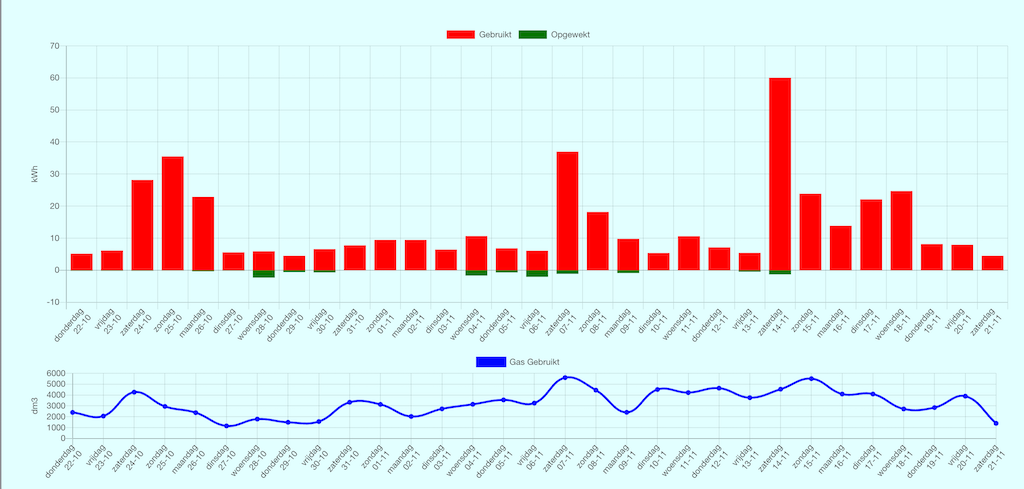 Gebruikt Opgewekt
70
60
50
40
30
20
10
0
-10
kWh
donderdag
22-10
vrijdag
23-10
zaterdag
24-10
zondag
25-10
maandag
26-10
dinsdag
27-10
woensdag
28-10
donderdag
29-10
vrijdag
30-10
zaterdag
31-10
zondag
01-11
maandag
02-11
dinsdag
03-11
woensdag
04-11
donderdag
05-11
vrijdag
06-11
zaterdag
07-11
zondag
08-11
maandag
09-11
dinsdag
10-11
woensdag
11-11
donderdag
12-11
vrijdag
13-11
zaterdag
14-11
zondag
15-11
maandag
16-11
dinsdag
17-11
woensdag
18-11
donderdag
19-11
vrijdag
20-11
zaterdag
21-11
Gas Gebruikt
6000
5000
4000
3000
2000
1000
0
dm3
donderdag
22-10
vrijdag
23-10
zaterdag
24-10
zondag
25-10
maandag
26-10
dinsdag
27-10
woensdag
28-10
donderdag
29-10
vrijdag
30-10
zaterdag
31-10
zondag
01-11
maandag
02-11
dinsdag
03-11
woensdag
04-11
donderdag
05-11
vrijdag
06-11
zaterdag
07-11
zondag
08-11
maandag
09-11
dinsdag
10-11
woensdag
11-11
donderdag
12-11
vrijdag
13-11
zaterdag
14-11
zondag
15-11
maandag
16-11
dinsdag
17-11
woensdag
18-11
donderdag
19-11
vrijdag
20-11
zaterdag
21-11